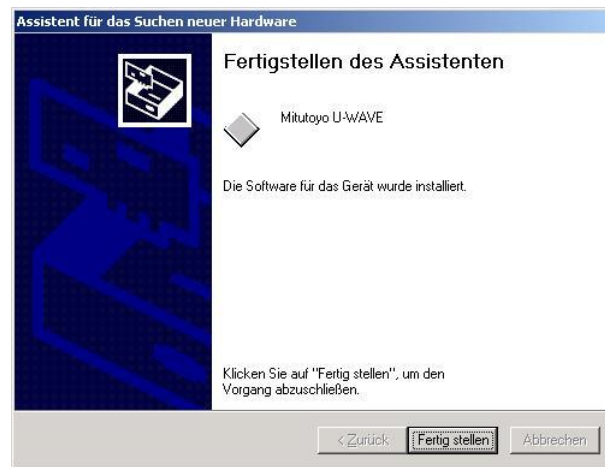 Assistent für das Suchen neuer Hardware
Fertigstellen des Assistenten
Mitutoyo U-WAVE
Die Software für das Gerät wurde installiert.
Klicken Sie auf "Fertig stellen", um den
Vorgang abzuschließen.
< Zurück Fertig stellen Abbrechen